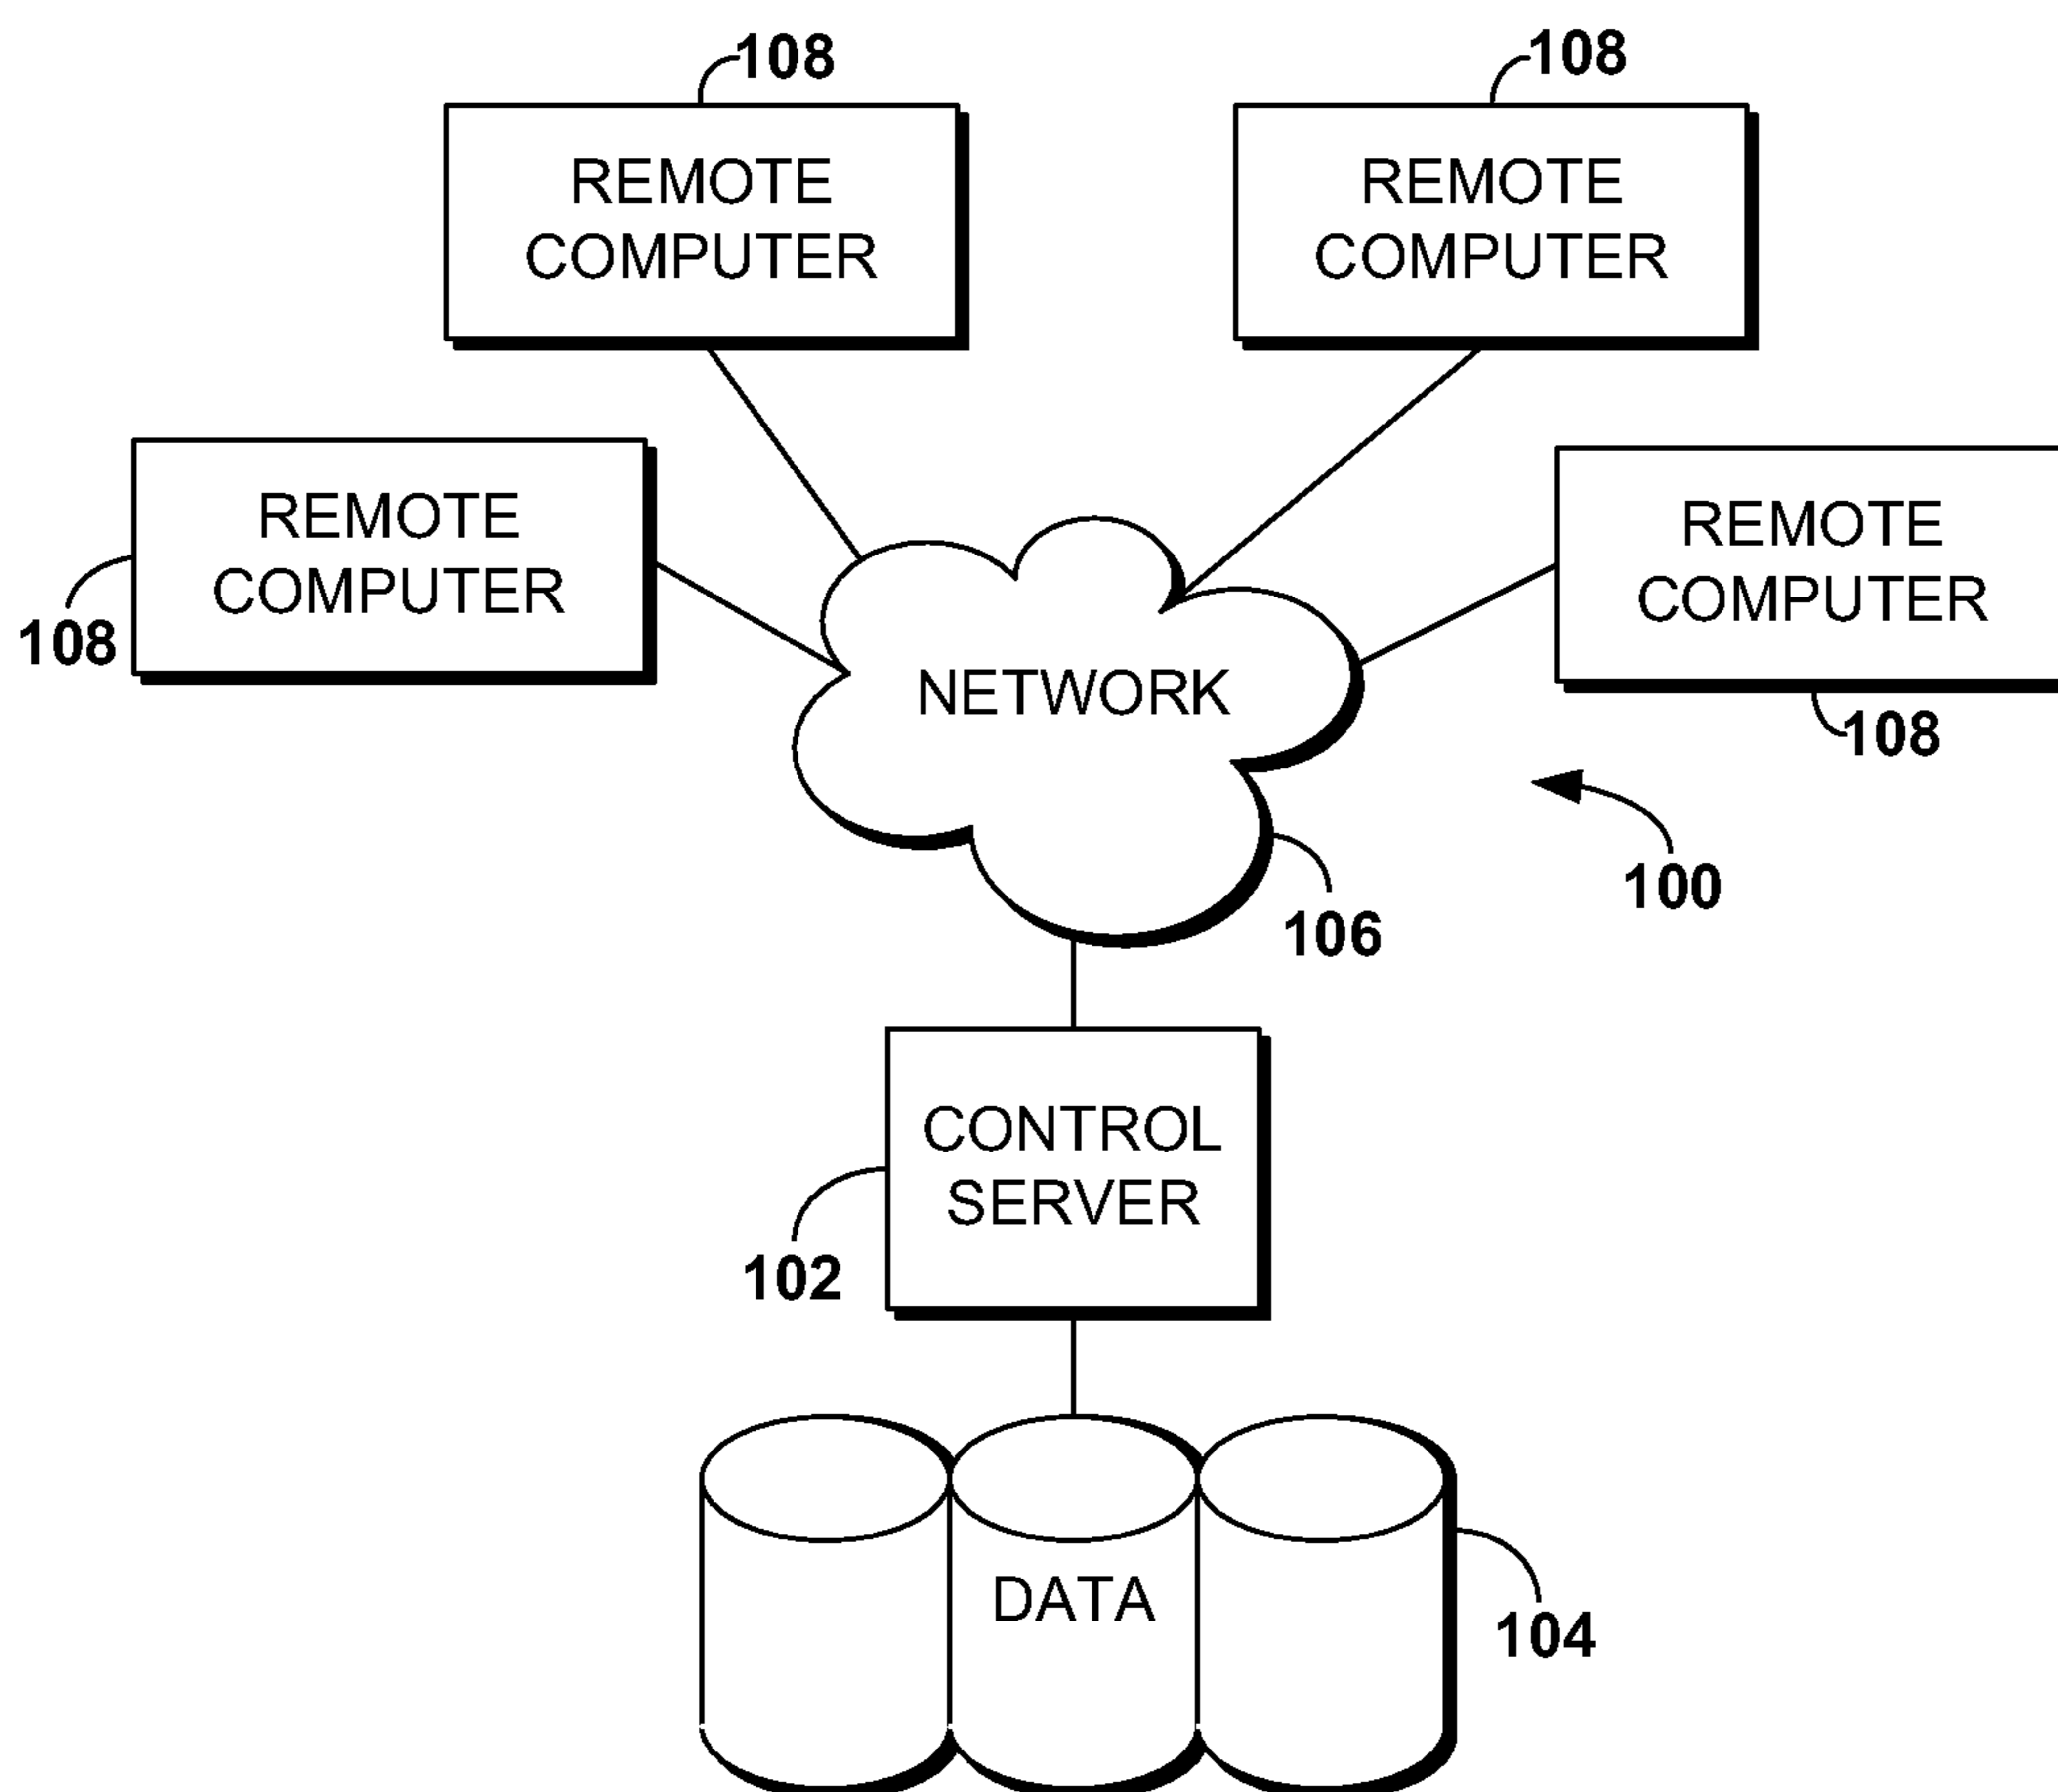 108
108
REMOTE
COMPUTER
REMOTE
COMPUTER
REMOTE
COMPUTER
108
REMOTE
COMPUTER
108
NETWORK
100
106
CONTROL
SERVER
102
DATA
104